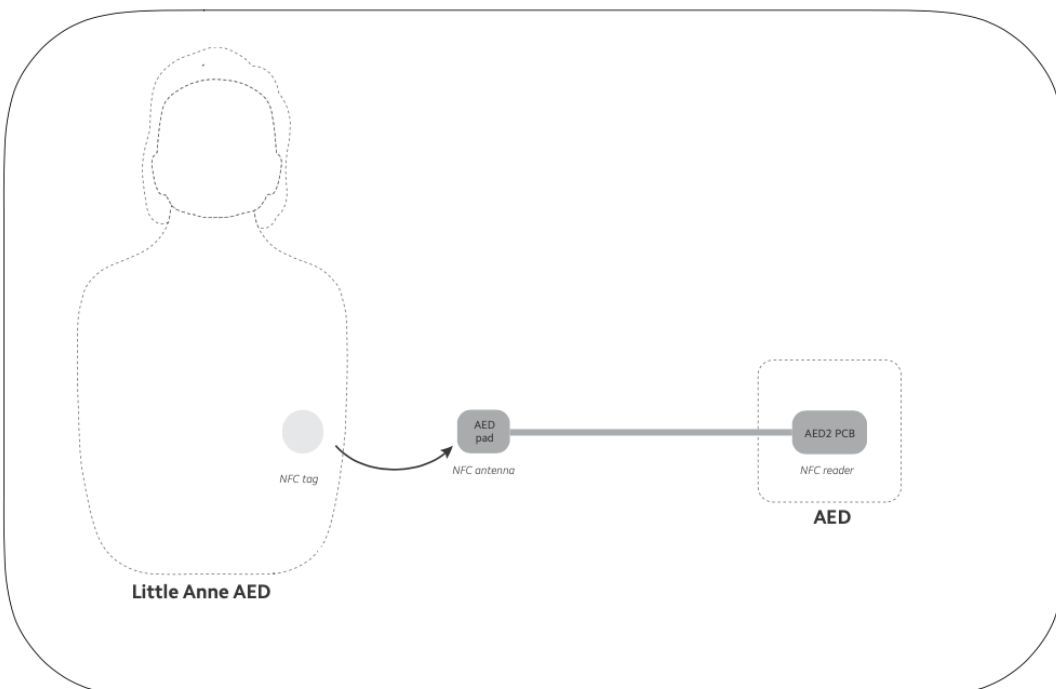 AED
pad
AED2 PCB
NFC tag
NFC antenna
NFC reader
AED
Little Anne AED